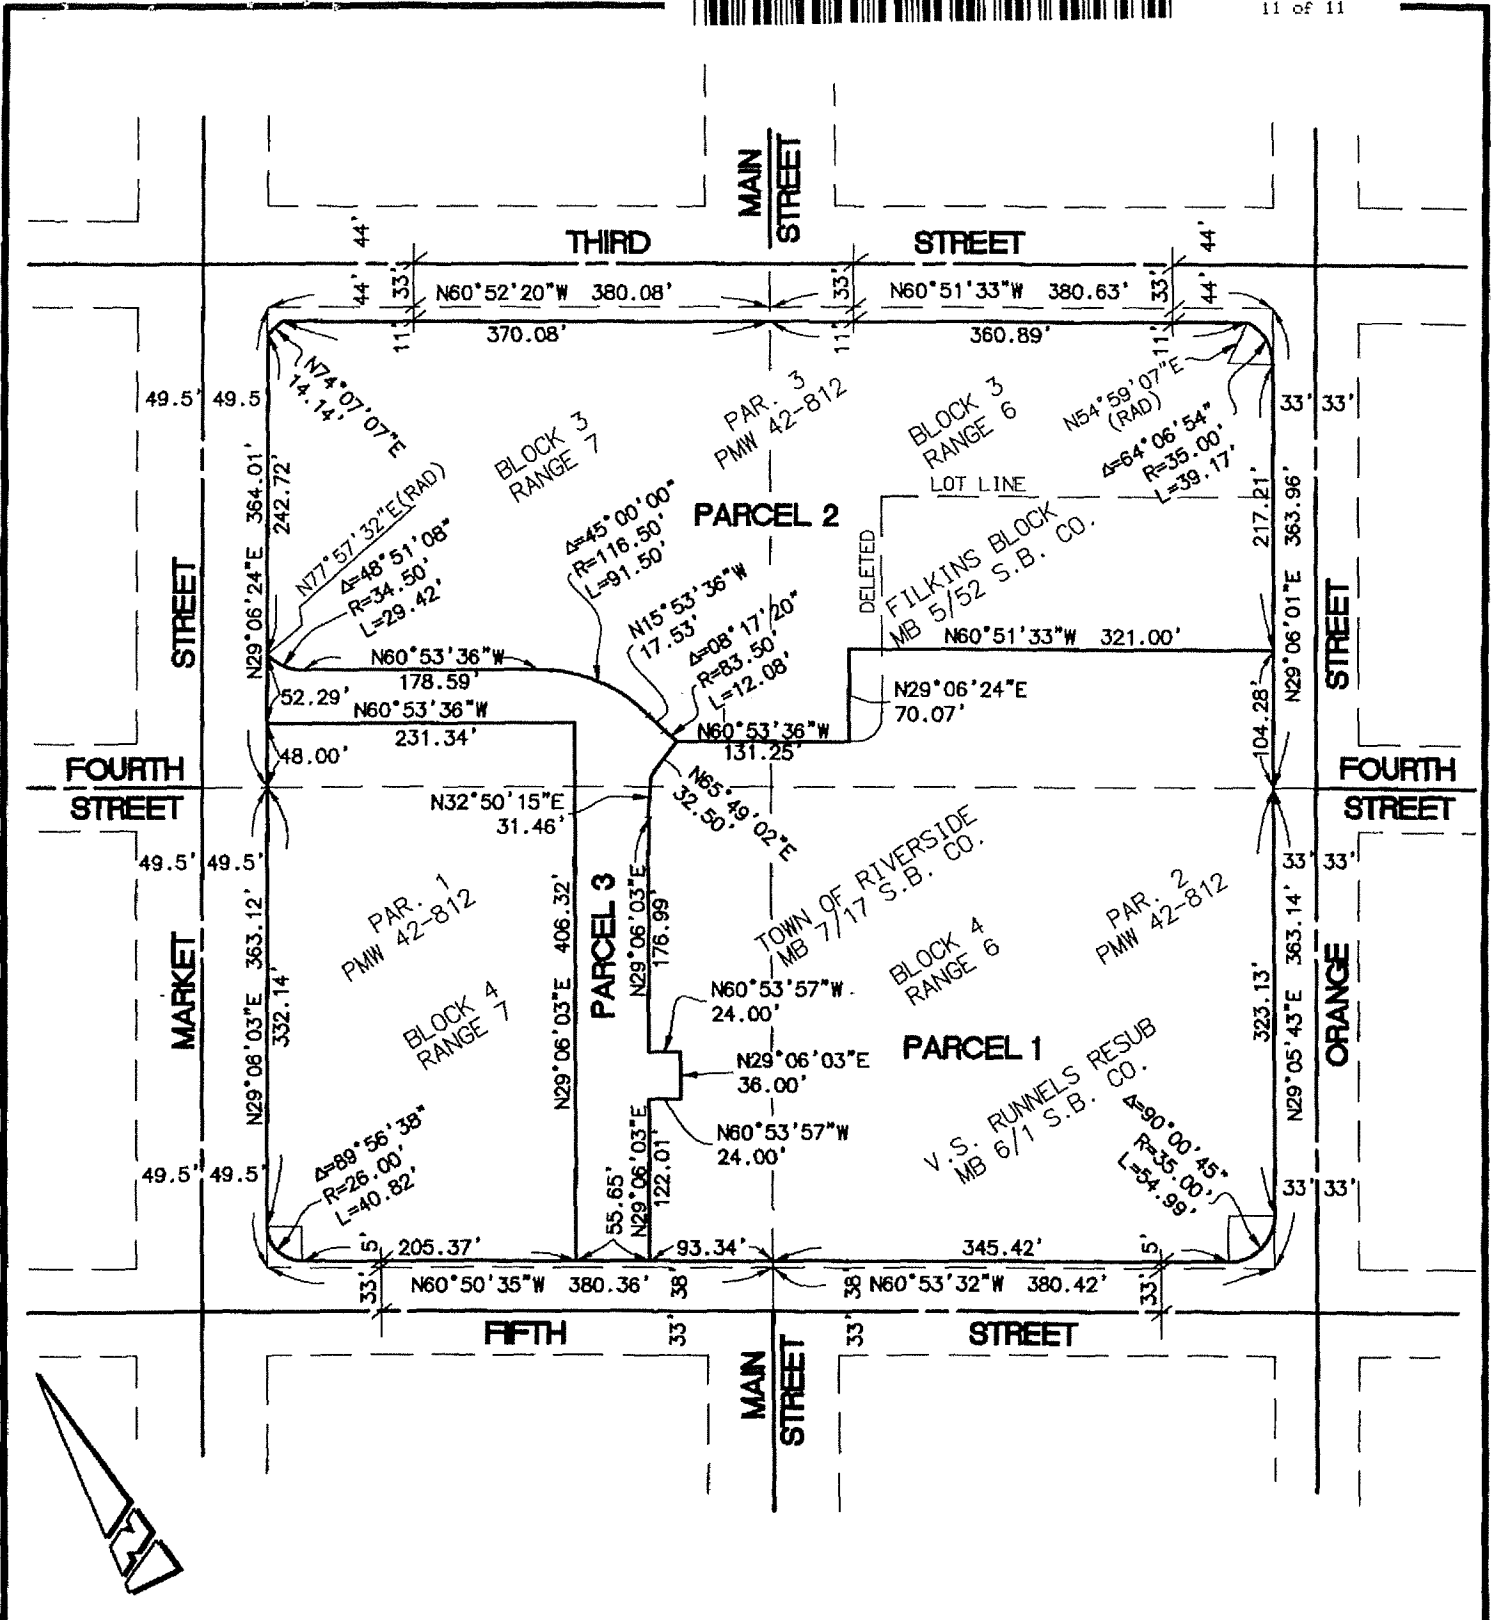 11 of 11
MAIN
STREET
THIRD
STREET
44'
44'
44'
33'
33'
33'
44'
N60°52'20"W 380.08'
N60°51'33"W 380.63'
11'
370.08'
11'
360.89'
11'
N74°07'07"E
14.14'
N54°59'07"E
(RAD)
49.5'
49.5'
33'
33'
BLOCK 3
RANGE 7
PAR. 3
PMW 42-812
BLOCK 3
RANGE 6
Δ=64°06'54"
R=35.00'
L=39.17'
LOT LINE
PARCEL 2
N29°06'24"E 364.01'
242.72'
N77°57'32"E(RAD)
Δ=48°51'08"
R=34.50'
L=29.42'
Δ=45°00'00"
R=116.50'
L=91.50'
N15°53'36"W
17.53'
Δ=08°17'20"
R=83.50'
L=12.08'
DELETED
FILKINS BLOCK
MB 5/52 S.B. CO.
217.21'
N29°06'01"E 363.96'
STREET
STREET
N60°53'36"W
178.59'
N60°51'33"W 321.00'
52.29'
N60°53'36"W
231.34'
N60°53'36"W
131.25'
N29°06'24"E
70.07'
104.28'
48.00'
FOURTH
STREET
FOURTH
STREET
N32°50'15"E
31.46'
N65°49'02"E
32.50'
49.5'
49.5'
33'
33'
PAR. 1
PMW 42-812
PARCEL 3
N29°06'03"E
176.99'
TOWN OF RIVERSIDE
MB 7/17 S.B. CO.
BLOCK 4
RANGE 6
PAR. 2
PMW 42-812
MARKET
N29°06'03"E 363.12'
332.14'
BLOCK 4
RANGE 7
N29°06'03"E 406.32'
N60°53'57"W
24.00'
N29°06'03"E
36.00'
N60°53'57"W
24.00'
PARCEL 1
323.13'
N29°05'43"E 363.14'
ORANGE
V.S. RUNNELS RESUB
MB 6/1 S.B. CO.
Δ=90°00'45"
R=35.00'
L=54.99'
49.5'
49.5'
33'
33'
Δ=89°56'38"
R=26.00'
L=40.82'
55.65'
N29°06'03"E
122.01'
5'
205.37'
93.34'
345.42'
5'
33'
N60°50'35"W 380.36'
38'
38'
N60°53'32"W 380.42'
33'
FIFTH
33'
33'
STREET
MAIN
STREET
N